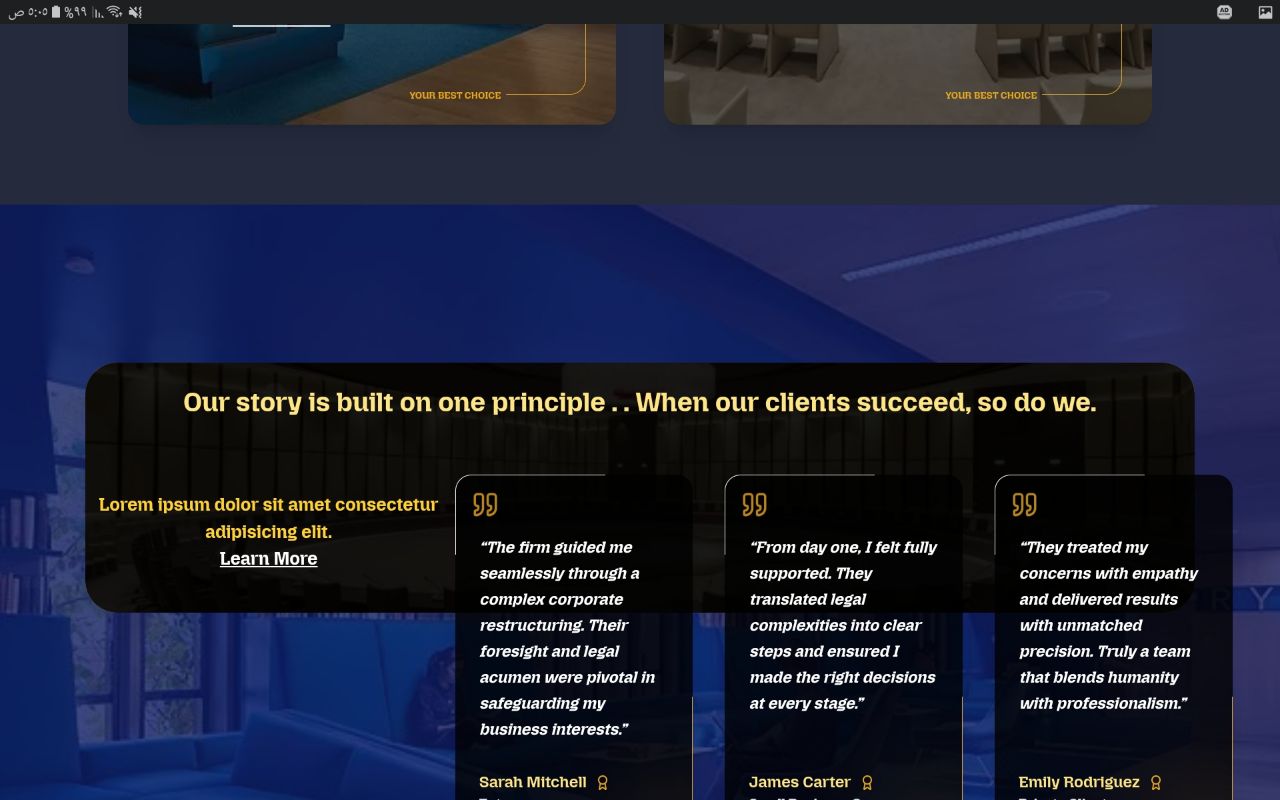 ٥:٠٥ ص
%٩٩
AD
YOUR BEST CHOICE
YOUR BEST CHOICE
Our story is built on one principle . . When our clients succeed, so do we.
Lorem ipsum dolor sit amet consectetur
adipisicing elit.
Learn More
“The firm guided me
seamlessly through a
complex corporate
restructuring. Their
foresight and legal
acumen were pivotal in
safeguarding my
business interests.”
Sarah Mitchell
“From day one, I felt fully
supported. They
translated legal
complexities into clear
steps and ensured I
made the right decisions
at every stage.”
James Carter
“They treated my
concerns with empathy
and delivered results
with unmatched
precision. Truly a team
that blends humanity
with professionalism.”
Emily Rodriguez
RY